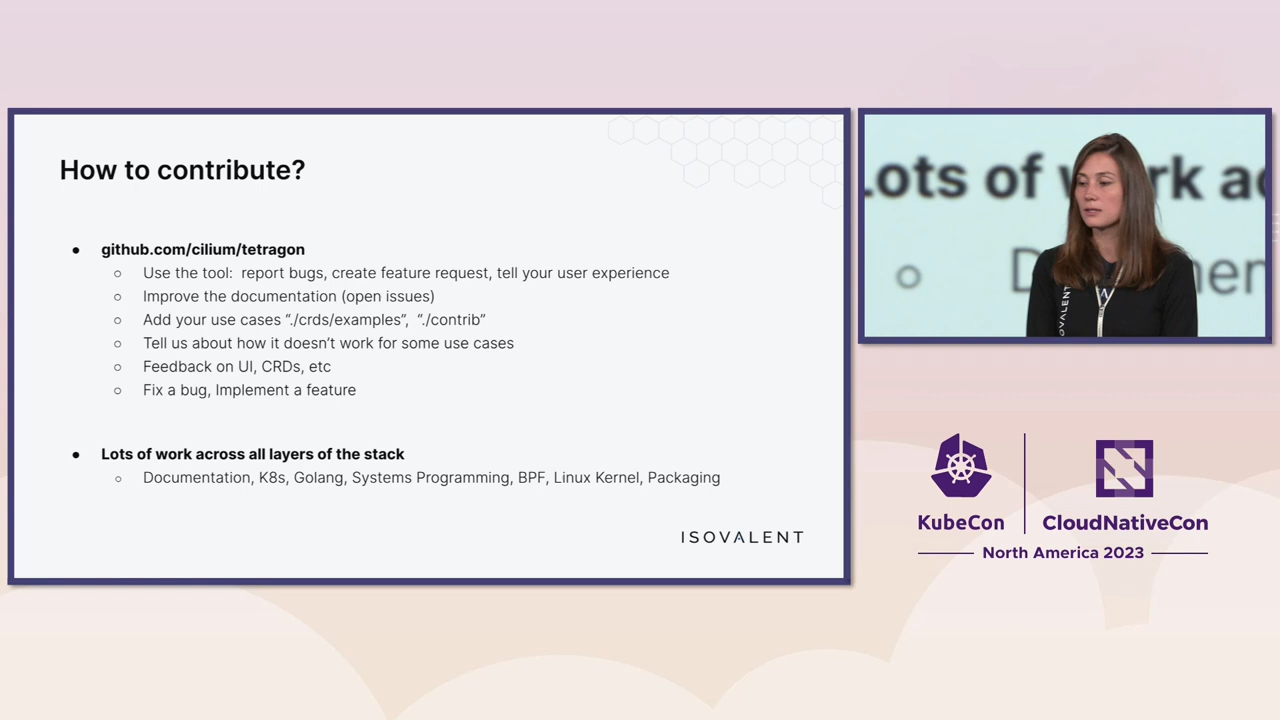 How to contribute?
● github.com/cilium/tetragon
○ Use the tool:  report bugs, create feature request, tell your user experience
○ Improve the documentation (open issues)
○ Add your use cases “./crds/examples”,  “./contrib”
○ Tell us about how it doesn’t work for some use cases
○ Feedback on UI, CRDs, etc
○ Fix a bug, Implement a feature
● Lots of work across all layers of the stack
○ Documentation, K8s, Golang, Systems Programming, BPF, Linux Kernel, Packaging
ISOVALENT
Lots of work ac
OVALENT
KubeCon
CloudNativeCon
North America 2023